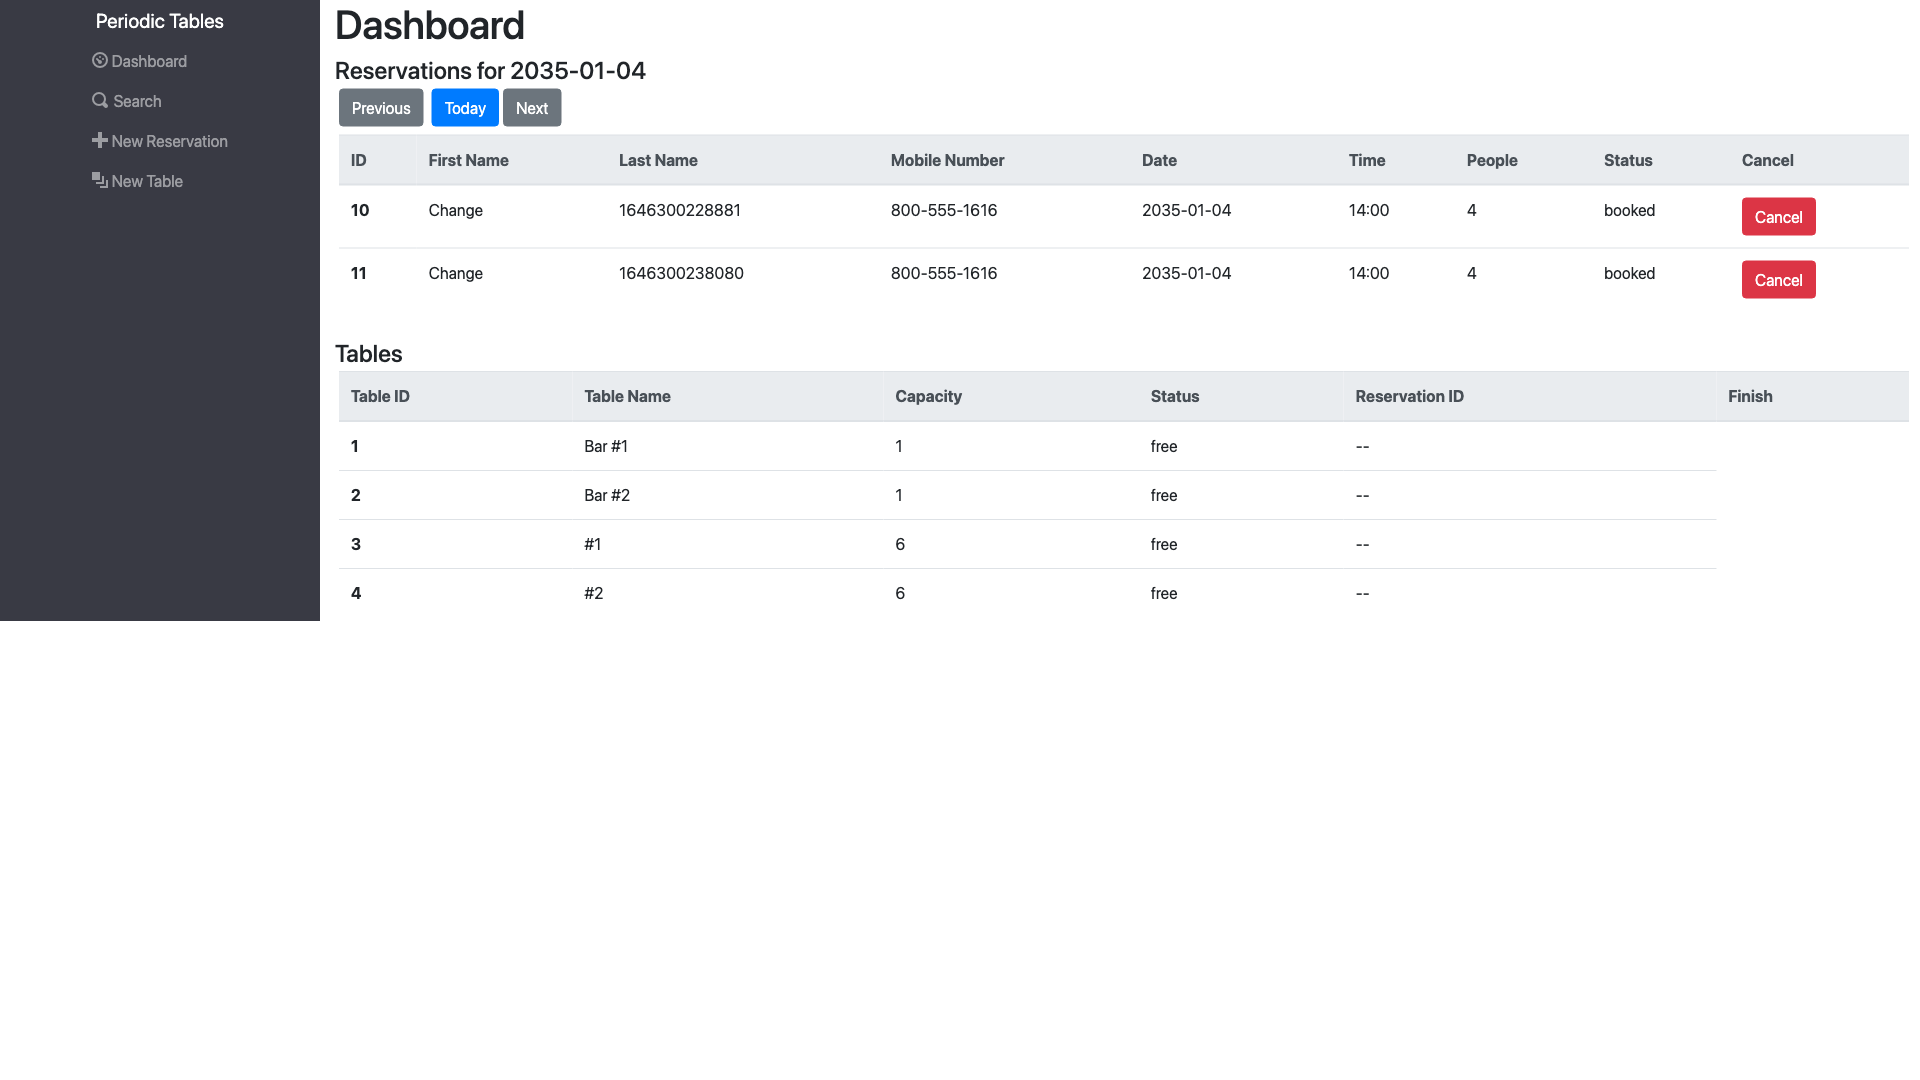 Periodic Tables
Dashboard
Search
New Reservation
New Table
Dashboard
Reservations for 2035-01-04
Previous Today Next
ID First Name Last Name Mobile Number Date Time People Status Cancel
10 Change 1646300228881 800-555-1616 2035-01-04 14:00 4 booked Cancel
11 Change 1646300238080 800-555-1616 2035-01-04 14:00 4 booked Cancel
Tables
Table ID Table Name Capacity Status Reservation ID Finish
1 Bar #1 1 free --
2 Bar #2 1 free --
3 #1 6 free --
4 #2 6 free --